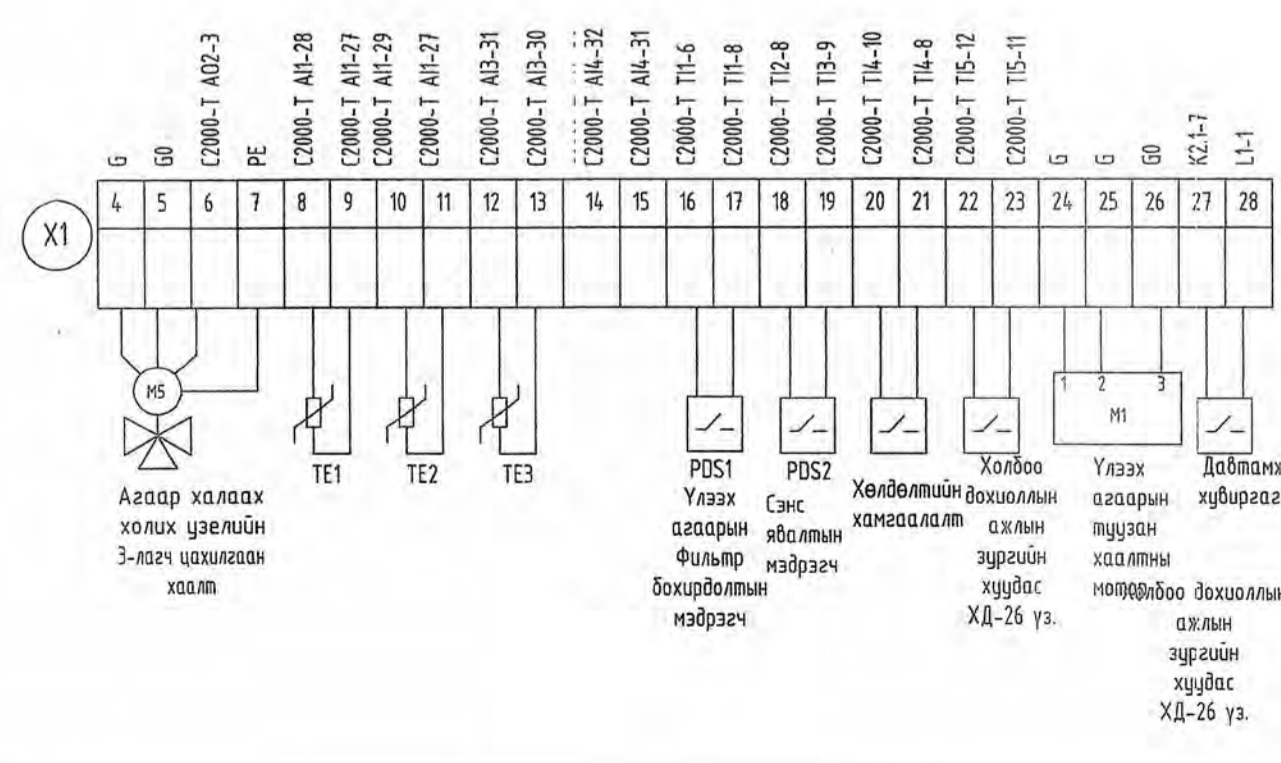 G
G0
C2000-T A02-3
PE
C2000-T AI1-28
C2000-T AI1-27
C2000-T AI1-29
C2000-T AI1-27
C2000-T AI3-31
C2000-T AI3-30
C2000-T AI4-32
C2000-T AI4-31
C2000-T TI1-6
C2000-T TI1-8
C2000-T TI2-8
C2000-T TI3-9
C2000-T TI4-10
C2000-T TI4-8
C2000-T TI5-12
C2000-T TI5-11
G
G
G0
K2.1-7
L1-1
X1
4 5 6 7 8 9 10 11 12 13 14 15 16 17 18 19 20 21 22 23 24 25 26 27 28
M5
1 2 3
M1
TE1
TE2
TE3
Агаар халаах
холих узелийн
3-лагч цахилгаан
хаалт
PDS1
Үлээх
агаарын
Фильтр
бохирдолтын
мэдрэгч
PDS2
Сэнс
явалтын
мэдрэгч
Хөлдөлтийн
хамгаалалт
Холбоо
дохиоллын
ажлын
зургийн
хуудас
ХД-26 үз.
Үлээх
агаарын
туузан
хаалтны
мотор
Давтамж
хувиргаг
Холбоо дохиоллын
ажлын
зургийн
хуудас
ХД-26 үз.